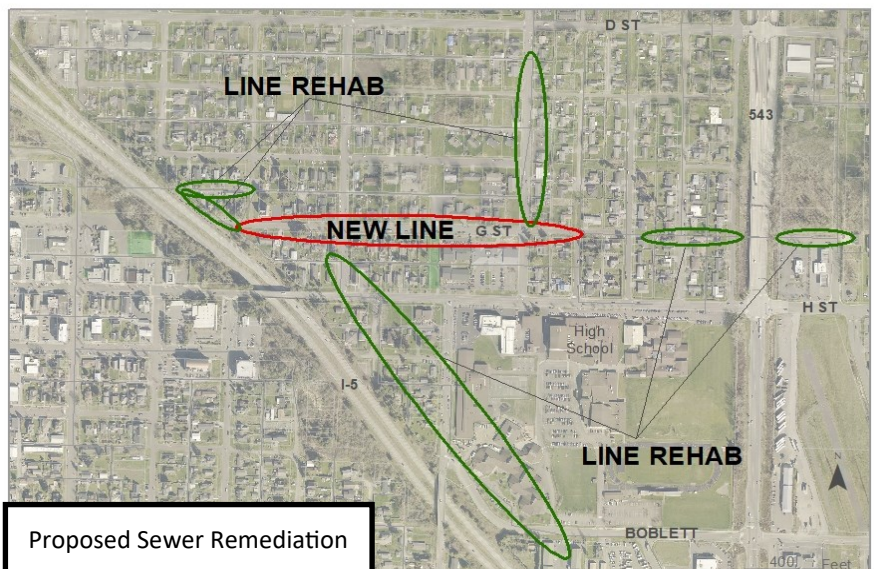 D ST
LINE REHAB
543
NEW LINE
G ST
H ST
High
School
I-5
LINE REHAB
N
Proposed Sewer Remediation
BOBLETT
400 Feet